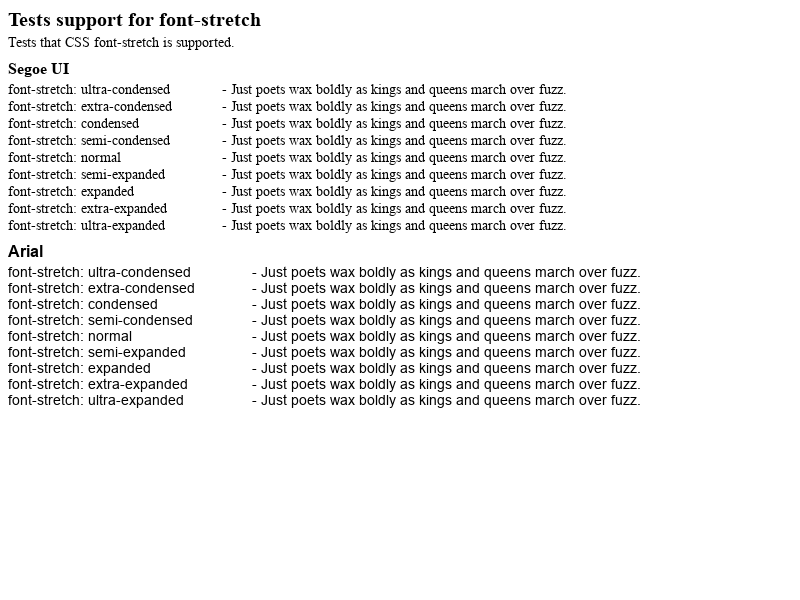 Tests support for font-stretch
Tests that CSS font-stretch is supported.
Segoe UI
font-stretch: ultra-condensed - Just poets wax boldly as kings and queens march over fuzz.
font-stretch: extra-condensed - Just poets wax boldly as kings and queens march over fuzz.
font-stretch: condensed - Just poets wax boldly as kings and queens march over fuzz.
font-stretch: semi-condensed - Just poets wax boldly as kings and queens march over fuzz.
font-stretch: normal - Just poets wax boldly as kings and queens march over fuzz.
font-stretch: semi-expanded - Just poets wax boldly as kings and queens march over fuzz.
font-stretch: expanded - Just poets wax boldly as kings and queens march over fuzz.
font-stretch: extra-expanded - Just poets wax boldly as kings and queens march over fuzz.
font-stretch: ultra-expanded - Just poets wax boldly as kings and queens march over fuzz.
Arial
font-stretch: ultra-condensed - Just poets wax boldly as kings and queens march over fuzz.
font-stretch: extra-condensed - Just poets wax boldly as kings and queens march over fuzz.
font-stretch: condensed - Just poets wax boldly as kings and queens march over fuzz.
font-stretch: semi-condensed - Just poets wax boldly as kings and queens march over fuzz.
font-stretch: normal - Just poets wax boldly as kings and queens march over fuzz.
font-stretch: semi-expanded - Just poets wax boldly as kings and queens march over fuzz.
font-stretch: expanded - Just poets wax boldly as kings and queens march over fuzz.
font-stretch: extra-expanded - Just poets wax boldly as kings and queens march over fuzz.
font-stretch: ultra-expanded - Just poets wax boldly as kings and queens march over fuzz.